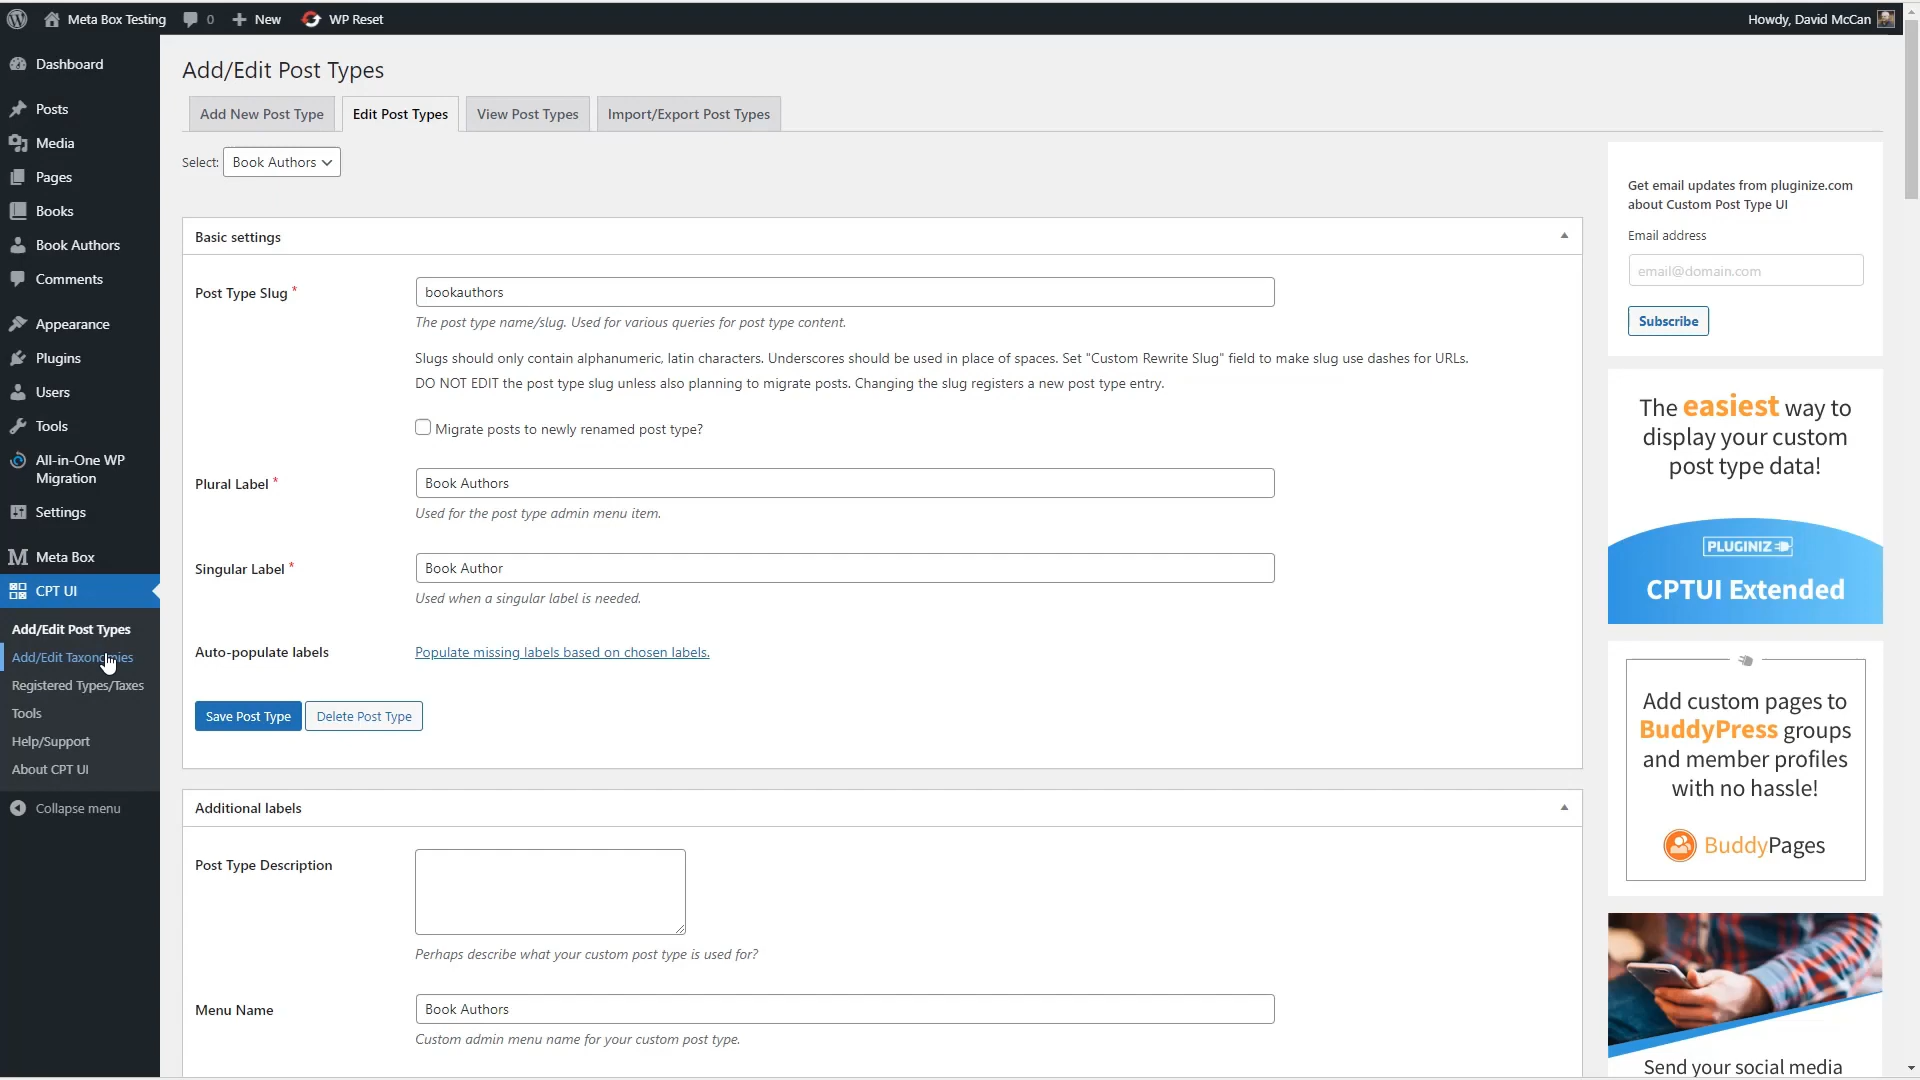 Meta Box Testing
0
New
WP Reset
Howdy, David McCan
Dashboard
Posts
Media
Pages
Books
Book Authors
Comments
Appearance
Plugins
Users
Tools
All-in-One WP
Migration
Settings
Meta Box
CPT UI
Add/Edit Post Types
Add/Edit Taxonomies
Registered Types/Taxes
Tools
Help/Support
About CPT UI
Collapse menu
Add/Edit Post Types
Add New Post Type
Edit Post Types
View Post Types
Import/Export Post Types
Select: Book Authors
Basic settings
Post Type Slug *
bookauthors
The post type name/slug. Used for various queries for post type content.
Slugs should only contain alphanumeric, latin characters. Underscores should be used in place of spaces. Set "Custom Rewrite Slug" field to make slug use dashes for URLs.
DO NOT EDIT the post type slug unless also planning to migrate posts. Changing the slug registers a new post type entry.
Migrate posts to newly renamed post type?
Plural Label *
Book Authors
Used for the post type admin menu item.
Singular Label *
Book Author
Used when a singular label is needed.
Auto-populate labels
Populate missing labels based on chosen labels.
Save Post Type
Delete Post Type
Additional labels
Post Type Description
Perhaps describe what your custom post type is used for?
Menu Name
Book Authors
Custom admin menu name for your custom post type.
Get email updates from pluginize.com
about Custom Post Type UI
Email address
email@domain.com
Subscribe
The easiest way to
display your custom
post type data!
PLUGINIZ
CPTUI Extended
Add custom pages to
BuddyPress groups
and member profiles
with no hassle!
BuddyPages
Send your social media